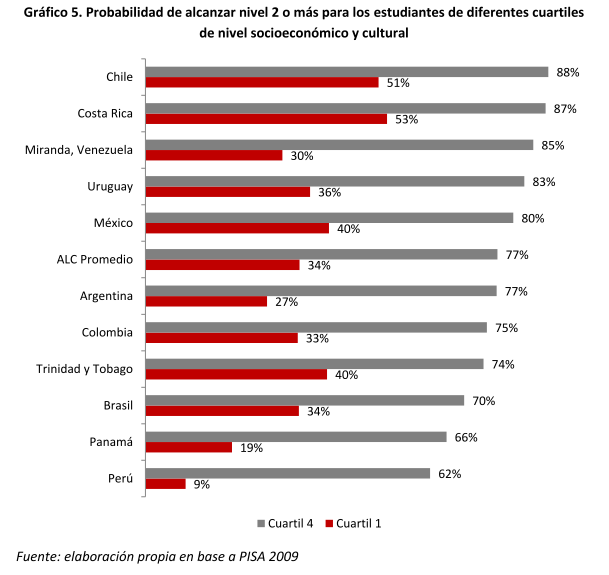 Gráfico 5. Probabilidad de alcanzar nivel 2 o más para los estudiantes de diferentes cuartiles
de nivel socioeconómico y cultural
Chile 88%
51%
Costa Rica 87%
53%
Miranda, Venezuela 85%
30%
Uruguay 83%
36%
México 80%
40%
ALC Promedio 77%
34%
Argentina 77%
27%
Colombia 75%
33%
Trinidad y Tobago 74%
40%
Brasil 70%
34%
Panamá 66%
19%
Perú 62%
9%
Cuartil 4 Cuartil 1
Fuente: elaboración propia en base a PISA 2009